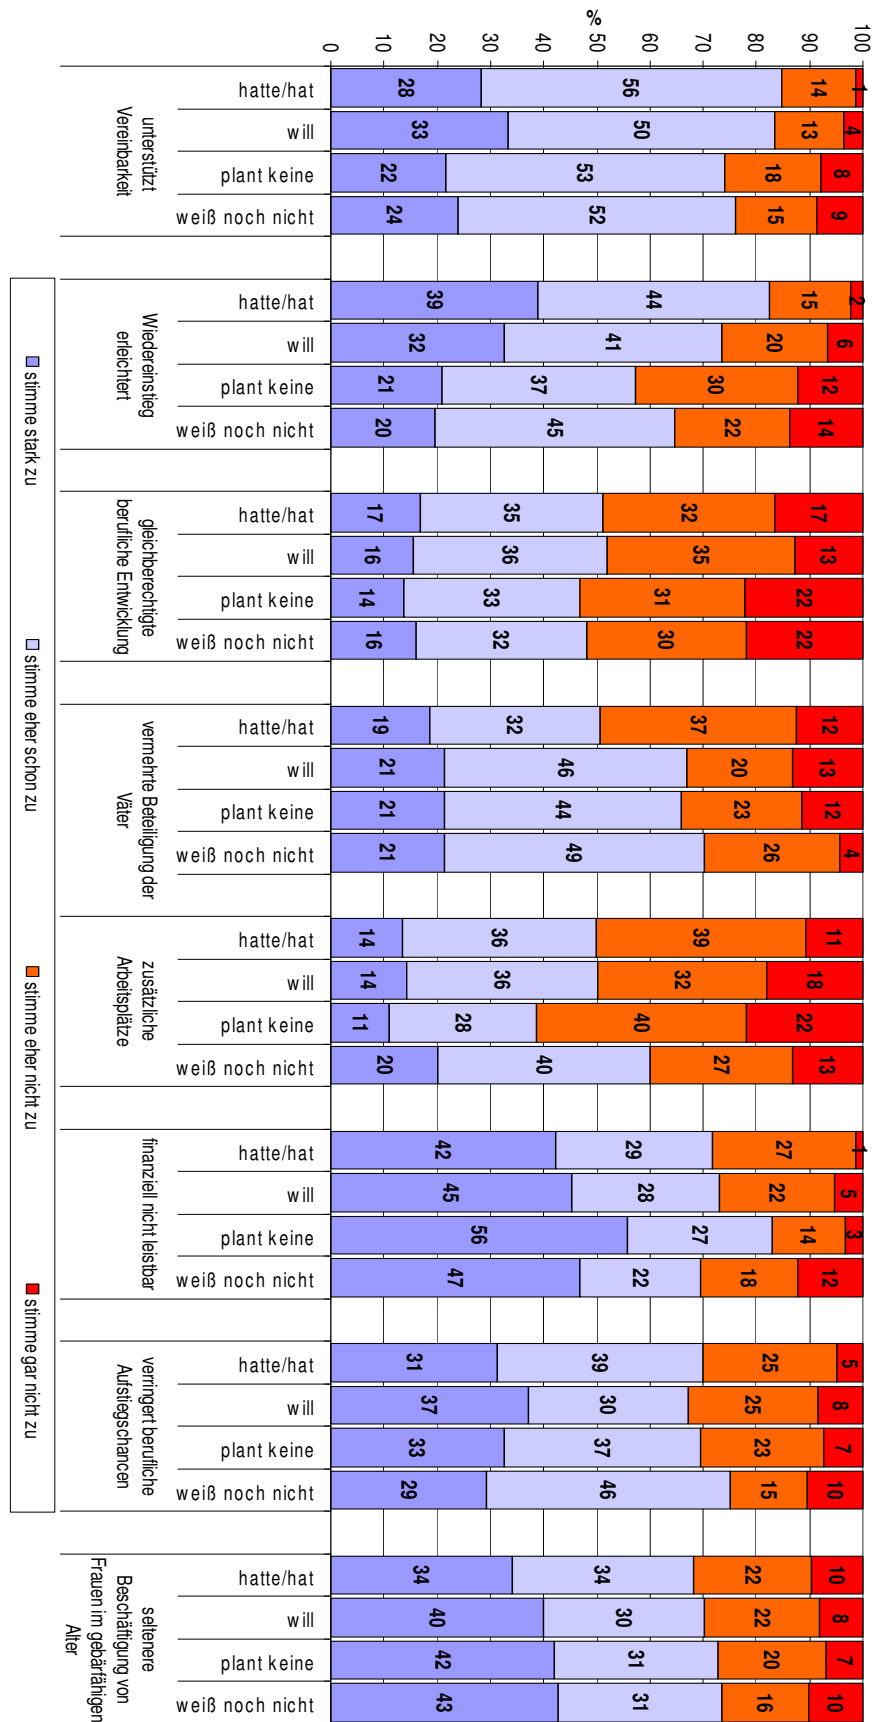 %
0
10
20
30
40
50
60
70
80
90
100
hatte/hat
28
56
14
1
will
33
50
13
4
plant keine
22
53
18
8
weiß noch nicht
24
52
15
9
unterstützt
Vereinbarkeit
hatte/hat
39
44
15
2
will
32
41
20
6
plant keine
21
37
30
12
weiß noch nicht
20
45
22
14
Wiedereinstieg
erleichtert
hatte/hat
17
35
32
17
will
16
36
35
13
plant keine
14
33
31
22
weiß noch nicht
16
32
30
22
gleichberechtigte
berufliche Entwicklung
hatte/hat
19
32
37
12
will
21
46
20
13
plant keine
21
44
23
12
weiß noch nicht
21
49
26
4
vermehrte Beteiligung der
Väter
hatte/hat
14
36
39
11
will
14
36
32
18
plant keine
11
28
40
22
weiß noch nicht
20
40
27
13
zusätzliche
Arbeitsplätze
hatte/hat
42
29
27
1
will
45
28
22
5
plant keine
56
27
14
3
weiß noch nicht
47
22
18
12
finanziell nicht leistbar
hatte/hat
31
39
25
5
will
37
30
25
8
plant keine
33
37
23
7
weiß noch nicht
29
46
15
10
verringert berufliche
Aufstiegschancen
hatte/hat
34
34
22
10
will
40
30
22
8
plant keine
42
31
20
7
weiß noch nicht
43
31
16
10
seltenere
Beschäftigung von
Frauen im gebärfähigen
Alter
stimme stark zu
stimme eher schon zu
stimme eher nicht zu
stimme gar nicht zu